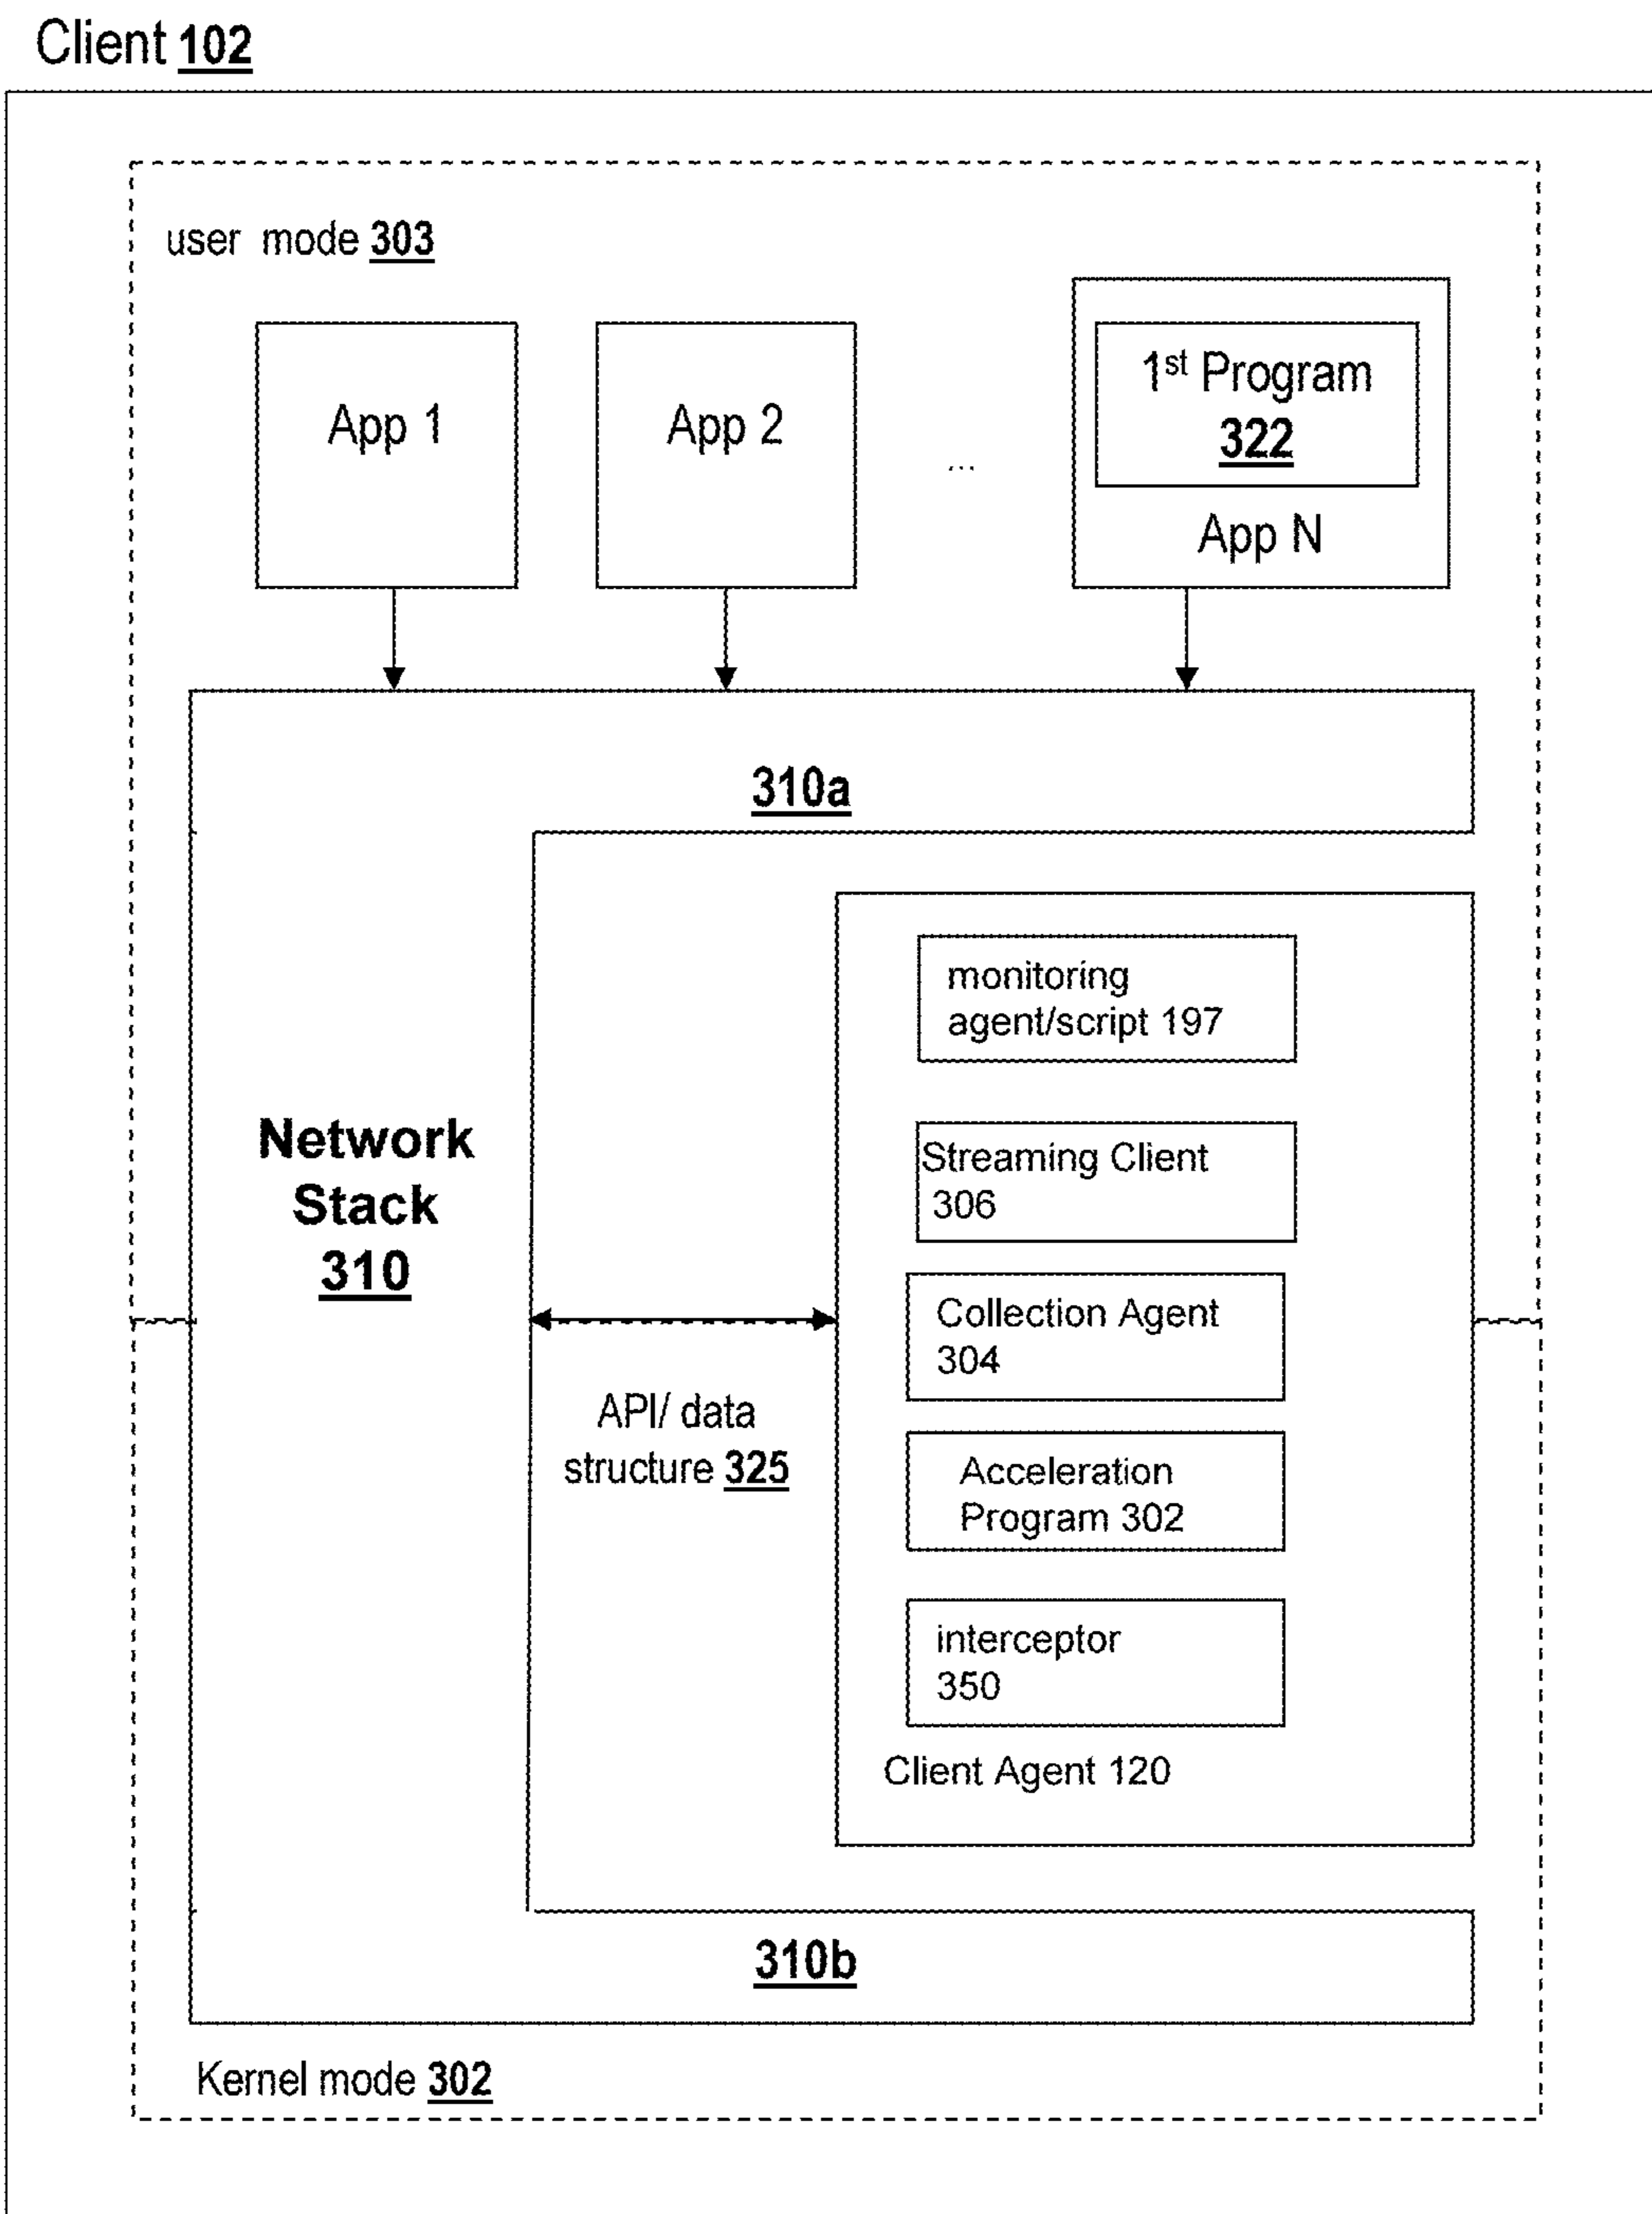 Client 102
user mode 303
App 1
App 2
...
1st Program
322
App N
310a
Network
Stack
310
API/ data
structure 325
monitoring
agent/script 197
Streaming Client
306
Collection Agent
304
Acceleration
Program 302
interceptor
350
Client Agent 120
310b
Kernel mode 302